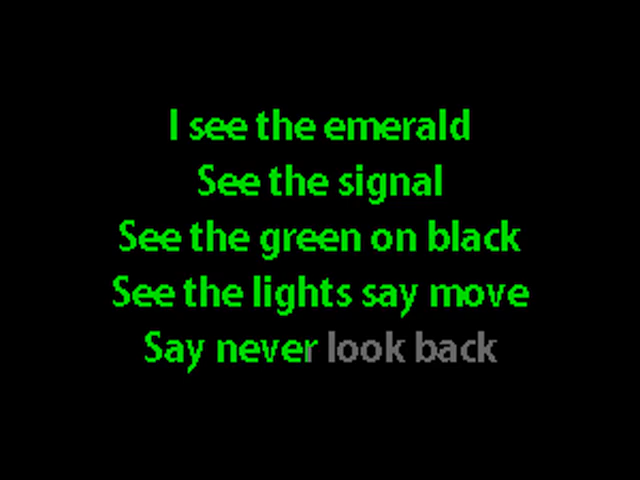 I see the emerald
See the signal
See the green on black
See the lights say move
Say never look back